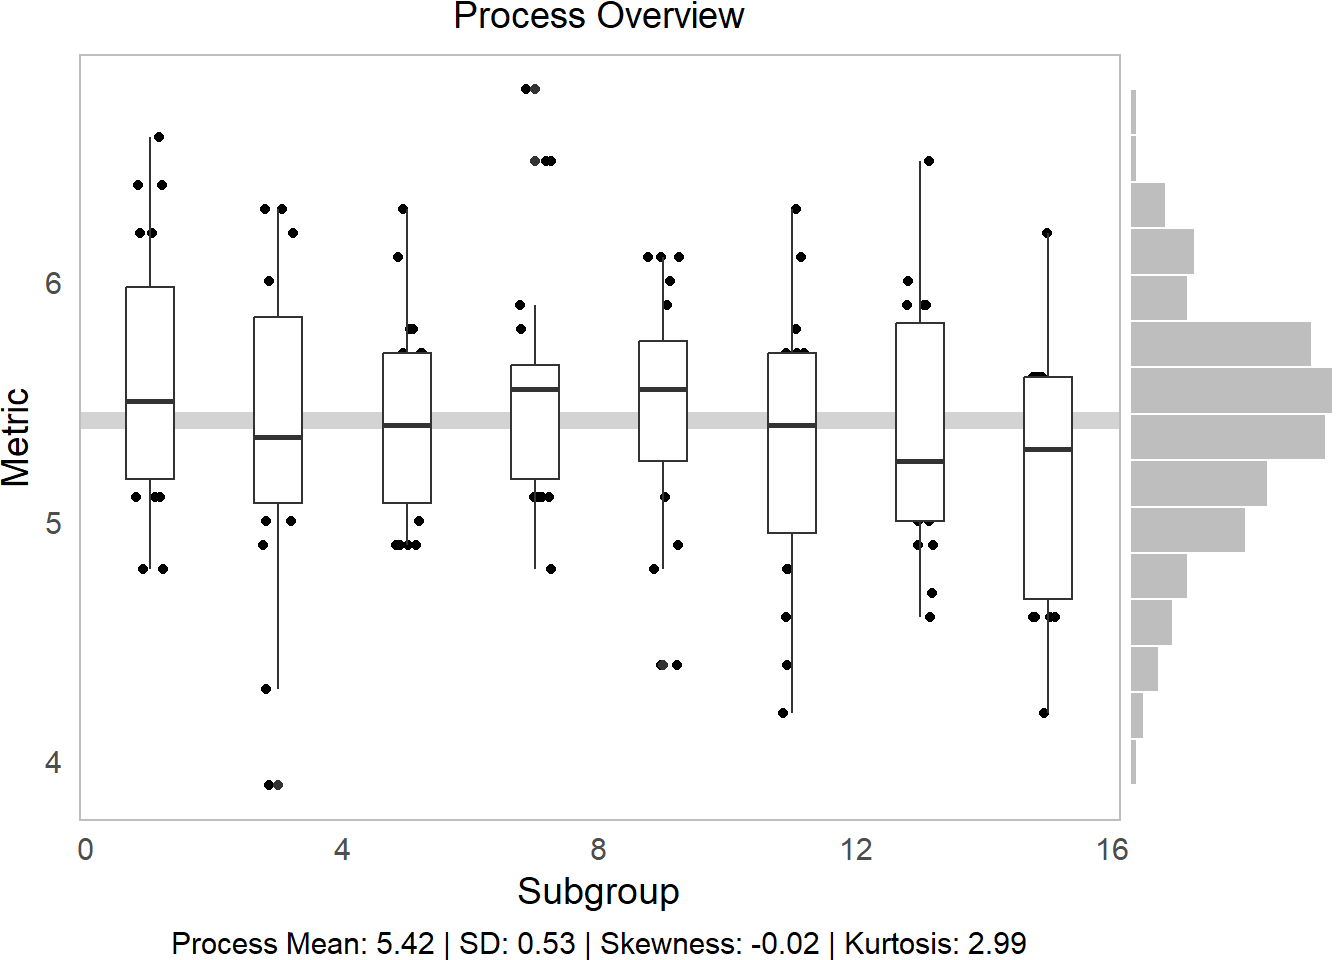 Process Overview
Metric
6
5
4
0 4 8 12 16
Subgroup
Process Mean: 5.42 | SD: 0.53 | Skewness: -0.02 | Kurtosis: 2.99